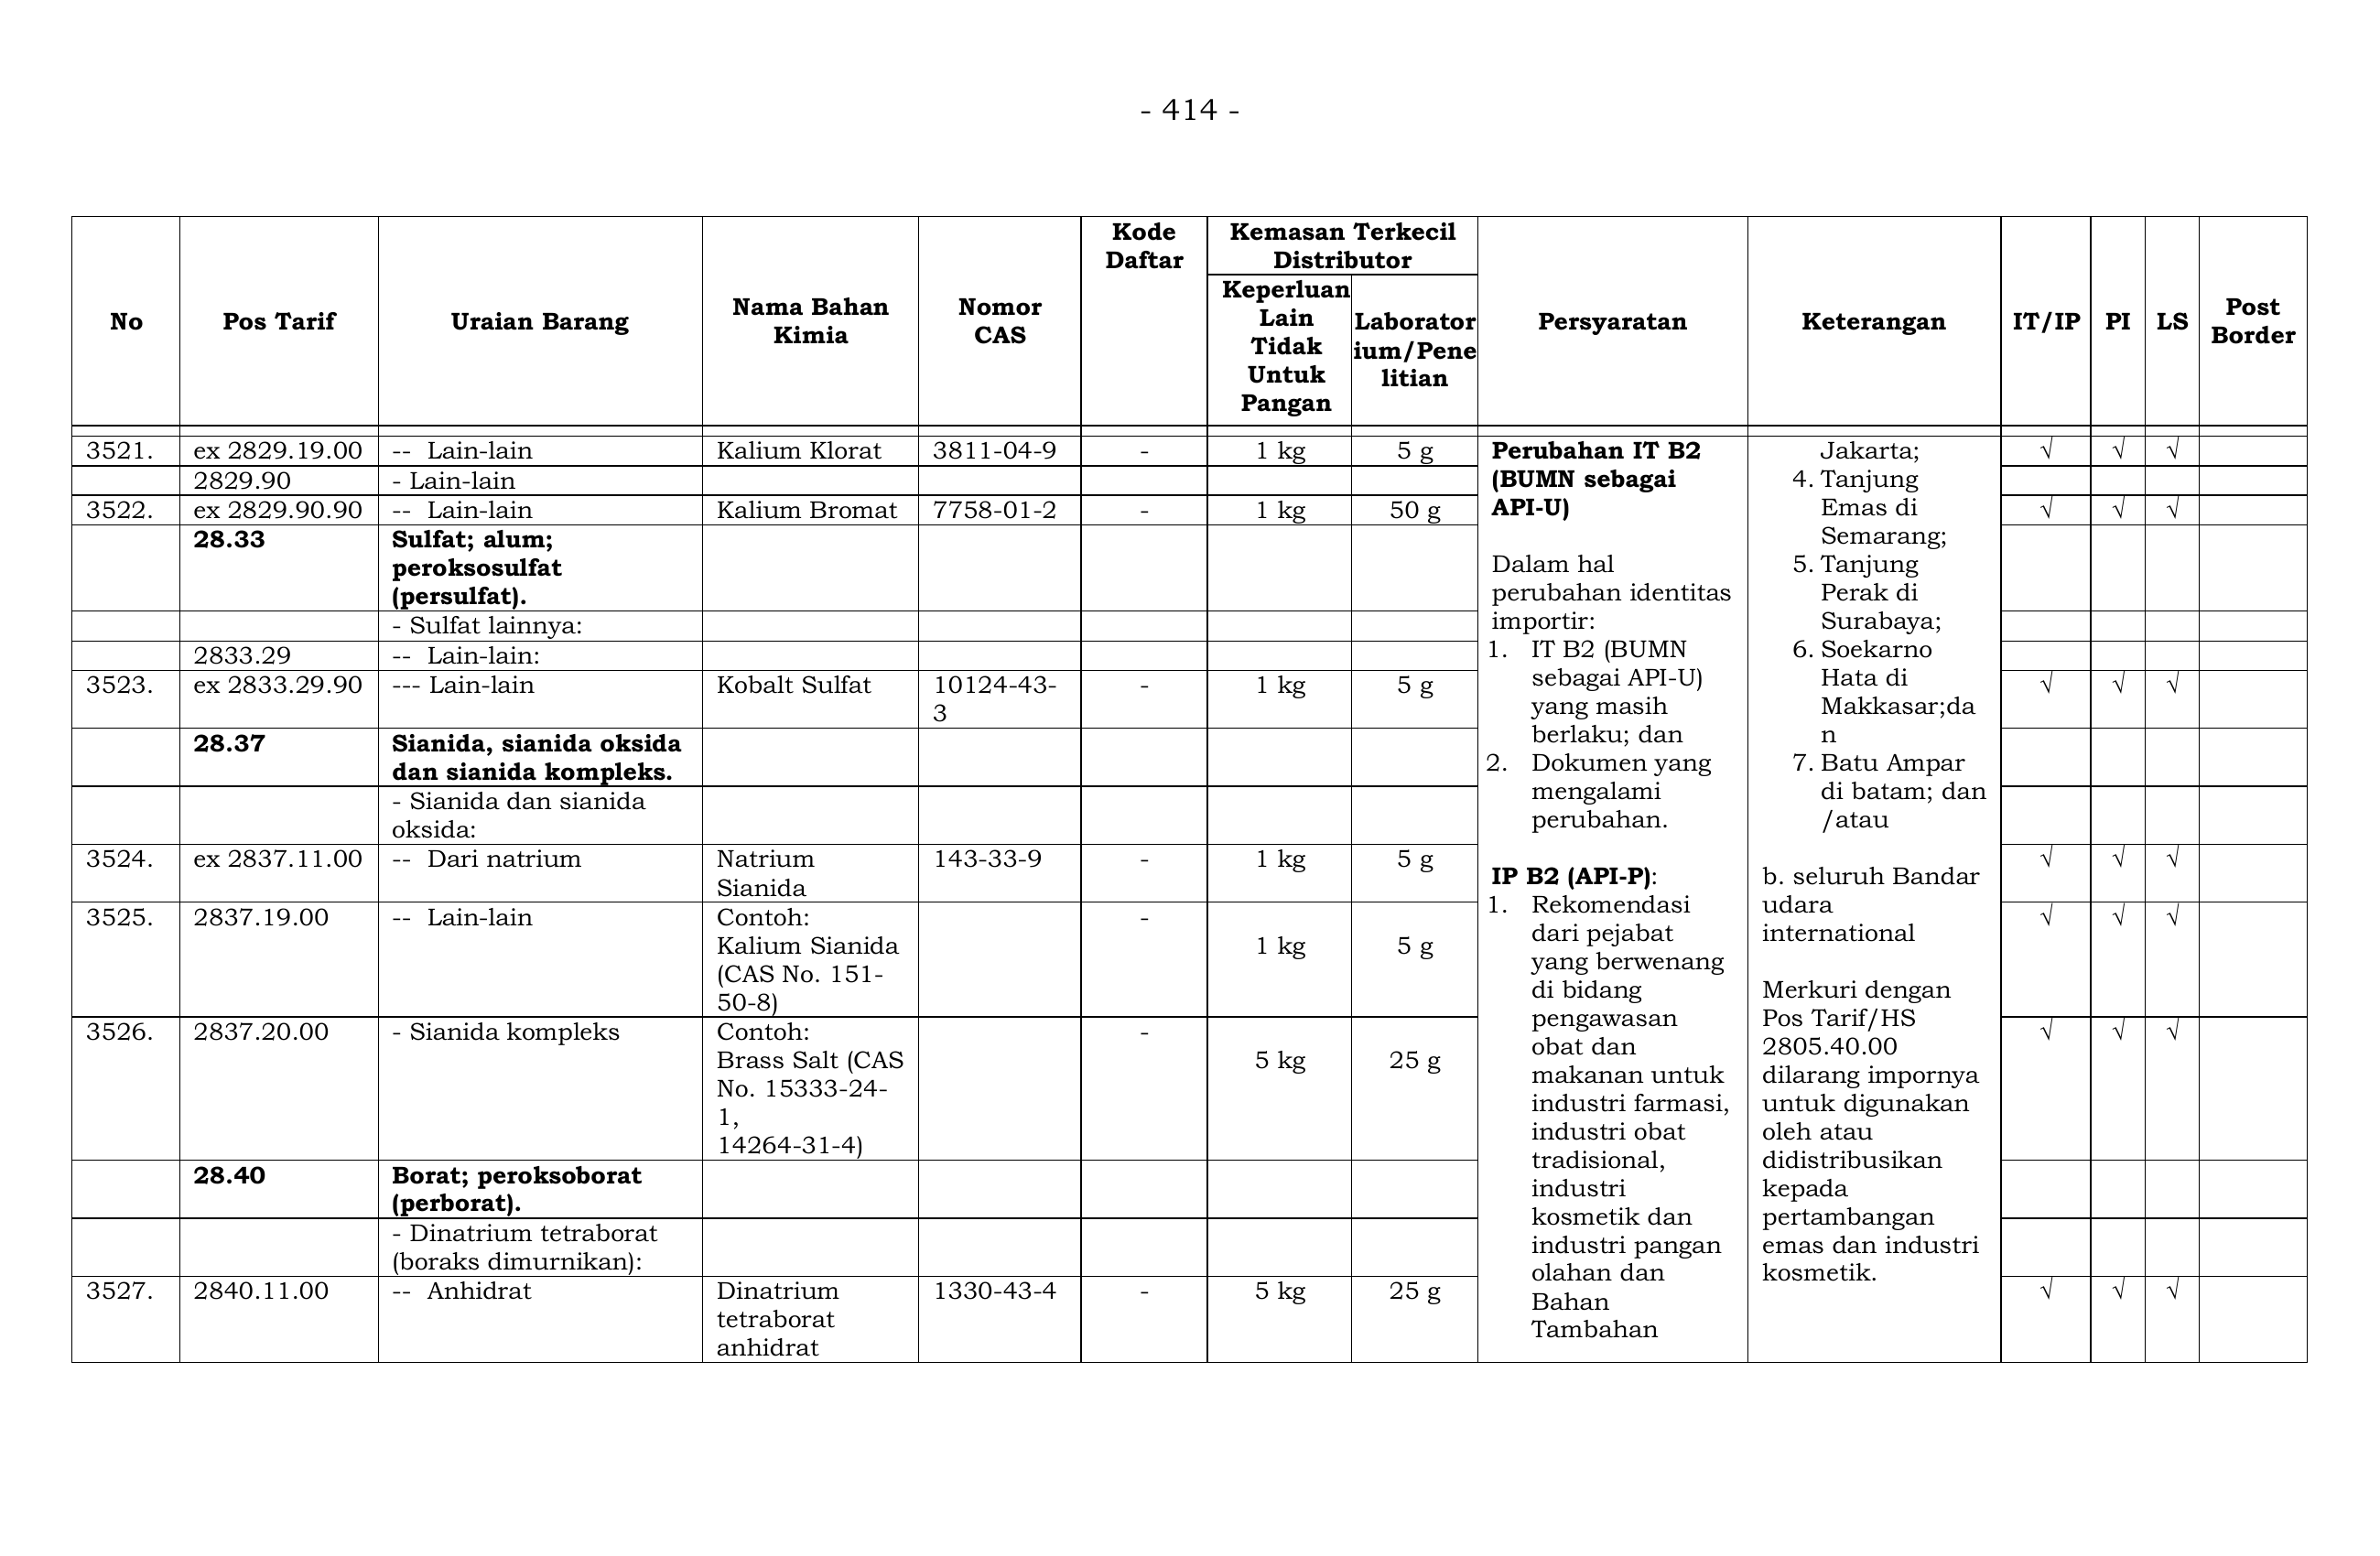 - 414 -
No
Pos Tarif
Uraian Barang
Nama Bahan
Kimia
Nomor
CAS
Kode
Daftar
Kemasan Terkecil
Distributor
Keperluan
Lain
Tidak
Untuk
Pangan
Laborator
ium/Pene
litian
Persyaratan
Keterangan
IT/IP
PI
LS
Post
Border
3521. ex 2829.19.00 -- Lain-lain Kalium Klorat 3811-04-9 - 1 kg 5 g √ √ √
2829.90 - Lain-lain
3522. ex 2829.90.90 -- Lain-lain Kalium Bromat 7758-01-2 - 1 kg 50 g √ √ √
28.33 Sulfat; alum;
peroksosulfat
(persulfat).
- Sulfat lainnya:
2833.29 -- Lain-lain:
3523. ex 2833.29.90 --- Lain-lain Kobalt Sulfat 10124-43- - 1 kg 5 g √ √ √
3
28.37 Sianida, sianida oksida
dan sianida kompleks.
- Sianida dan sianida
oksida:
3524. ex 2837.11.00 -- Dari natrium Natrium 143-33-9 - 1 kg 5 g √ √ √
Sianida
3525. 2837.19.00 -- Lain-lain Contoh: - √ √ √
Kalium Sianida 1 kg 5 g
(CAS No. 151-
50-8)
3526. 2837.20.00 - Sianida kompleks Contoh: - √ √ √
Brass Salt (CAS 5 kg 25 g
No. 15333-24-
1,
14264-31-4)
28.40 Borat; peroksoborat
(perborat).
- Dinatrium tetraborat
(boraks dimurnikan):
3527. 2840.11.00 -- Anhidrat Dinatrium 1330-43-4 - 5 kg 25 g √ √ √
tetraborat
anhidrat
Perubahan IT B2
(BUMN sebagai
API-U)
Dalam hal
perubahan identitas
importir:
1. IT B2 (BUMN
sebagai API-U)
yang masih
berlaku; dan
2. Dokumen yang
mengalami
perubahan.
IP B2 (API-P):
1. Rekomendasi
dari pejabat
yang berwenang
di bidang
pengawasan
obat dan
makanan untuk
industri farmasi,
industri obat
tradisional,
industri
kosmetik dan
industri pangan
olahan dan
Bahan
Tambahan
Jakarta;
4. Tanjung
Emas di
Semarang;
5. Tanjung
Perak di
Surabaya;
6. Soekarno
Hata di
Makkasar;da
n
7. Batu Ampar
di batam; dan
/atau
b. seluruh Bandar
udara
international
Merkuri dengan
Pos Tarif/HS
2805.40.00
dilarang impornya
untuk digunakan
oleh atau
didistribusikan
kepada
pertambangan
emas dan industri
kosmetik.